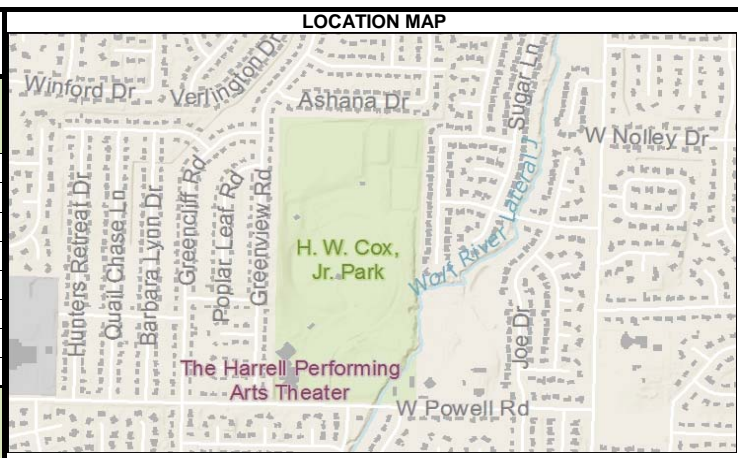 LOCATION MAP
Winford Dr
Verlington Dr
Ashana Dr
Sugar Ln
W Nolley Dr
Hunters Retreat Dr
Quail Chase Ln
Barbara Lynn Dr
Greencliff Rd
Poplar Leaf Rd
Greenview Rd
H. W. Cox,
Jr. Park
Wolf River Lateral J
Joe Dr
The Harrell Performing
Arts Theater
W Powell Rd